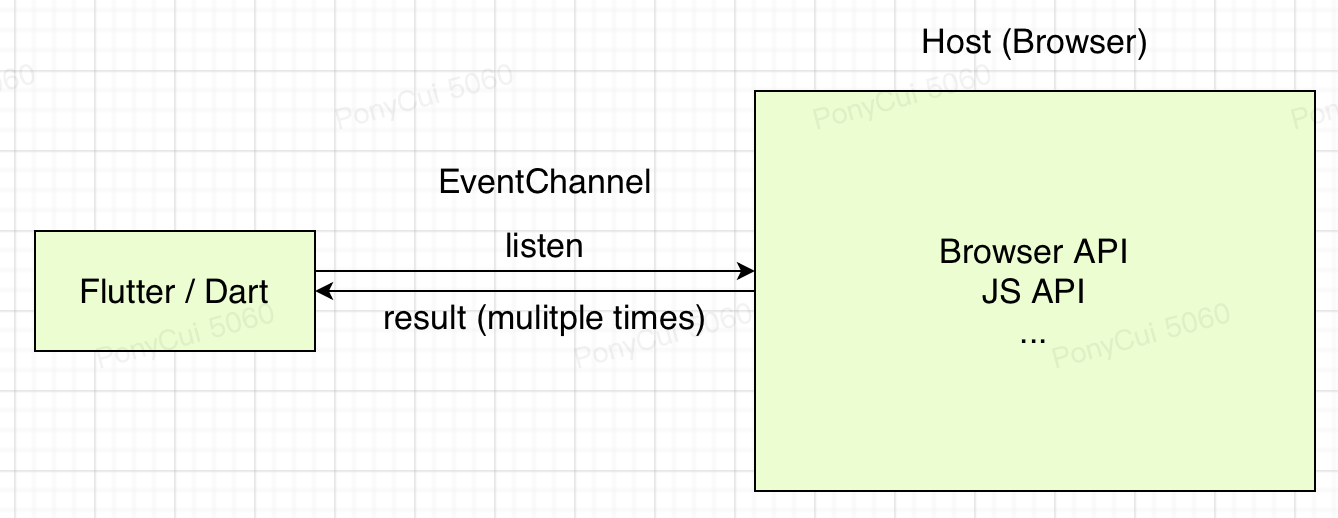 Host (Browser)
EventChannel
listen
Flutter / Dart
result (mulitple times)
Browser API
JS API
...
5060
PonyCui 5060
PonyCui 5060
PonyCui 5060
PonyCui 5060
PonyCui 5060